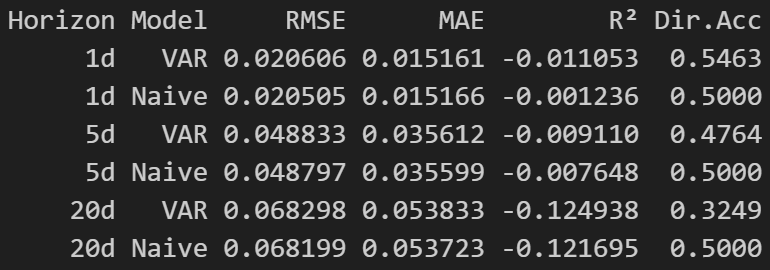 Horizon Model RMSE MAE R² Dir.Acc
1d VAR 0.020606 0.015161 -0.011053 0.5463
1d Naive 0.020505 0.015166 -0.001236 0.5000
5d VAR 0.048833 0.035612 -0.009110 0.4764
5d Naive 0.048797 0.035599 -0.007648 0.5000
20d VAR 0.068298 0.053833 -0.124938 0.3249
20d Naive 0.068199 0.053723 -0.121695 0.5000